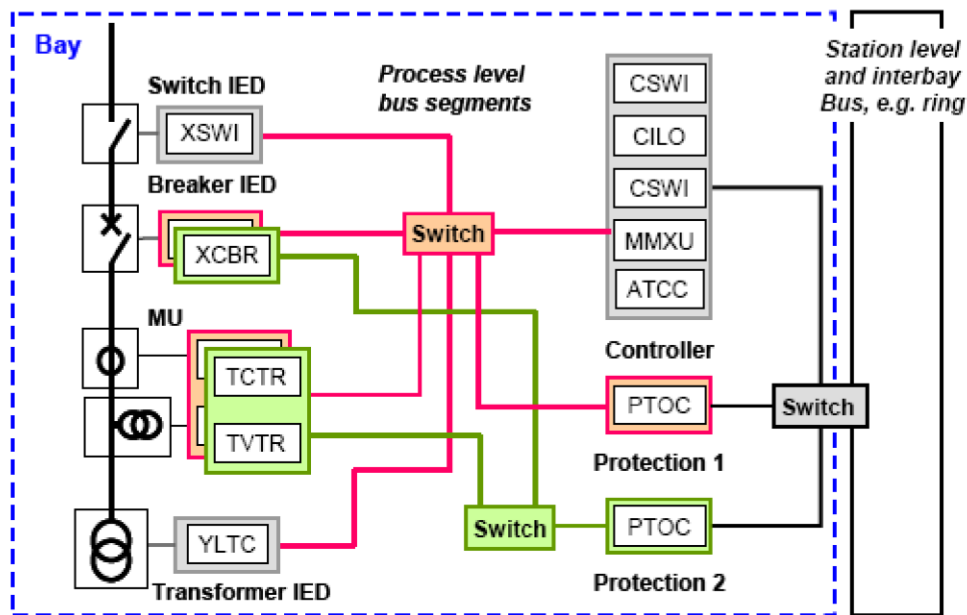 Bay
Station level
and interbay
Bus, e.g. ring
Process level
bus segments
Switch IED
XSWI
CSWI
CILO
CSWI
MMXU
ATCC
Controller
Breaker IED
XCBR
Switch
MU
TCTR
TVTR
PTOC
Protection 1
Switch
Switch
PTOC
Protection 2
YLTC
Transformer IED